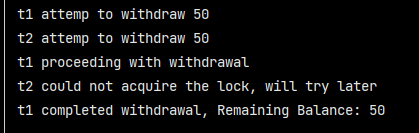 t1 attemp to withdraw 50
t2 attemp to withdraw 50
t1 proceeding with withdrawal
t2 could not acquire the lock, will try later
t1 completed withdrawal, Remaining Balance: 50